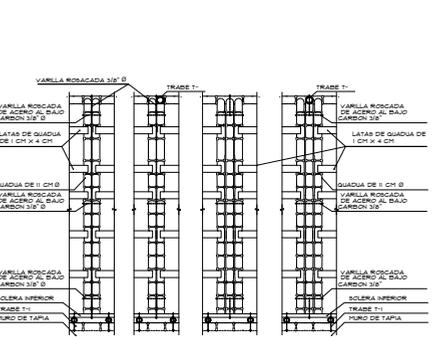 VARILLA ROSACADA 3/8" Ø
TRABE T-
TRABE T-
VARILLA ROSCADA
DE ACERO AL BAJO
CARBON 3/8" Ø
LATAS DE GUADUA
DE 1 CM X 4 CM
GUADUA DE 11 CM Ø
VARILLA ROSCADA
DE ACERO AL BAJO
CARBON 3/8" Ø
VARILLA ROSCADA
DE ACERO AL BAJO
CARBON 3/8" Ø
SOLERA INFERIOR
TRABE T-1
MURO DE TAPIA
VARILLA ROSCADA
DE ACERO AL BAJO
CARBON 3/8"
LATAS DE GUADUA DE
1 CM X 4 CM
GUADUA DE 11 CM Ø
VARILLA ROSCADA
DE ACERO AL BAJO
CARBON 3/8"
VARILLA ROSCADA
DE ACERO AL BAJO
CARBON 3/8"
SOLERA INFERIOR
TRABE T-1
MURO DE TAPIA